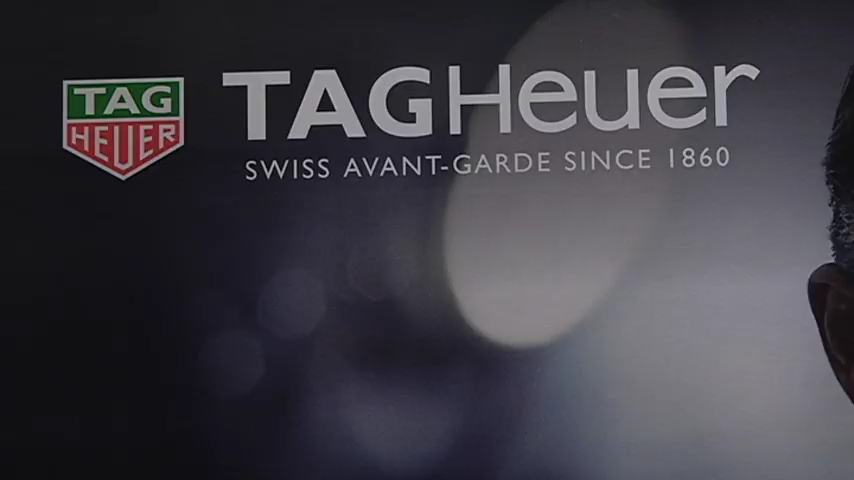 TAG
HEUER
TAGHeuer
SWISS AVANT-GARDE SINCE 1860